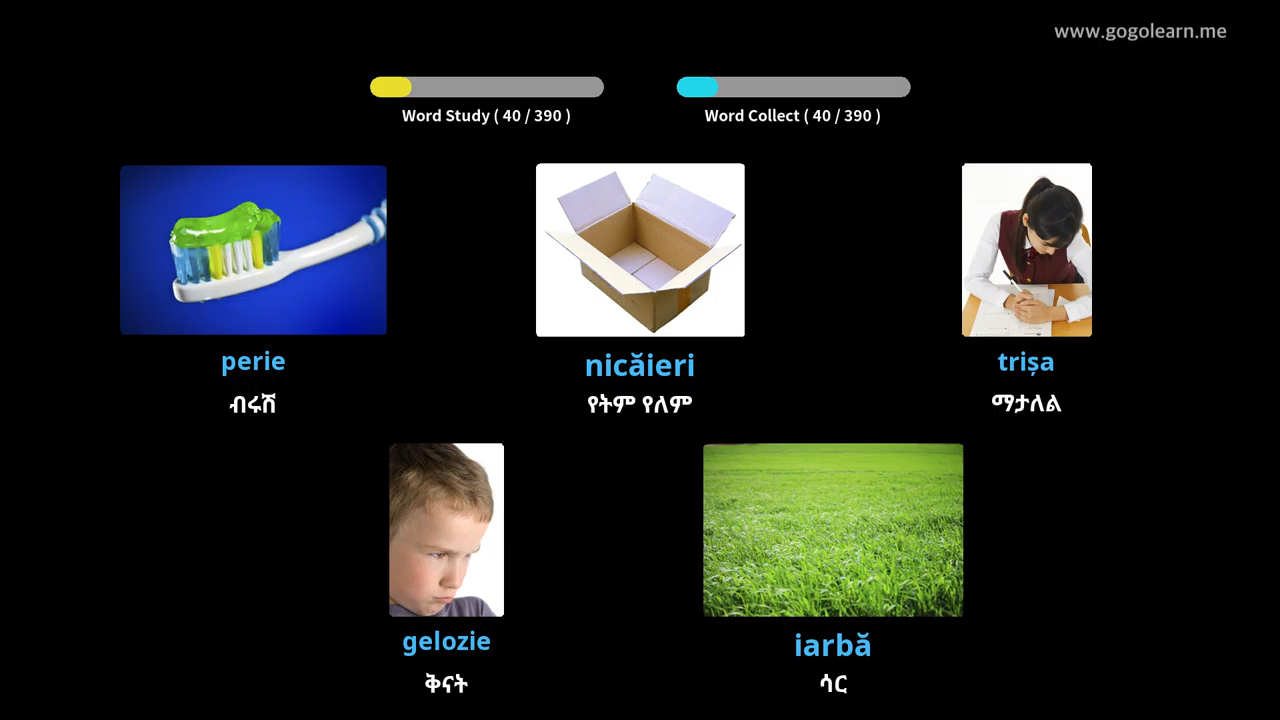 www.gogolearn.me
Word Study ( 40 / 390 )
Word Collect ( 40 / 390 )
perie
ብሩሽ
nicăieri
የትም የለም
trișa
ማታለል
gelozie
ቅናት
iarbă
ሳር